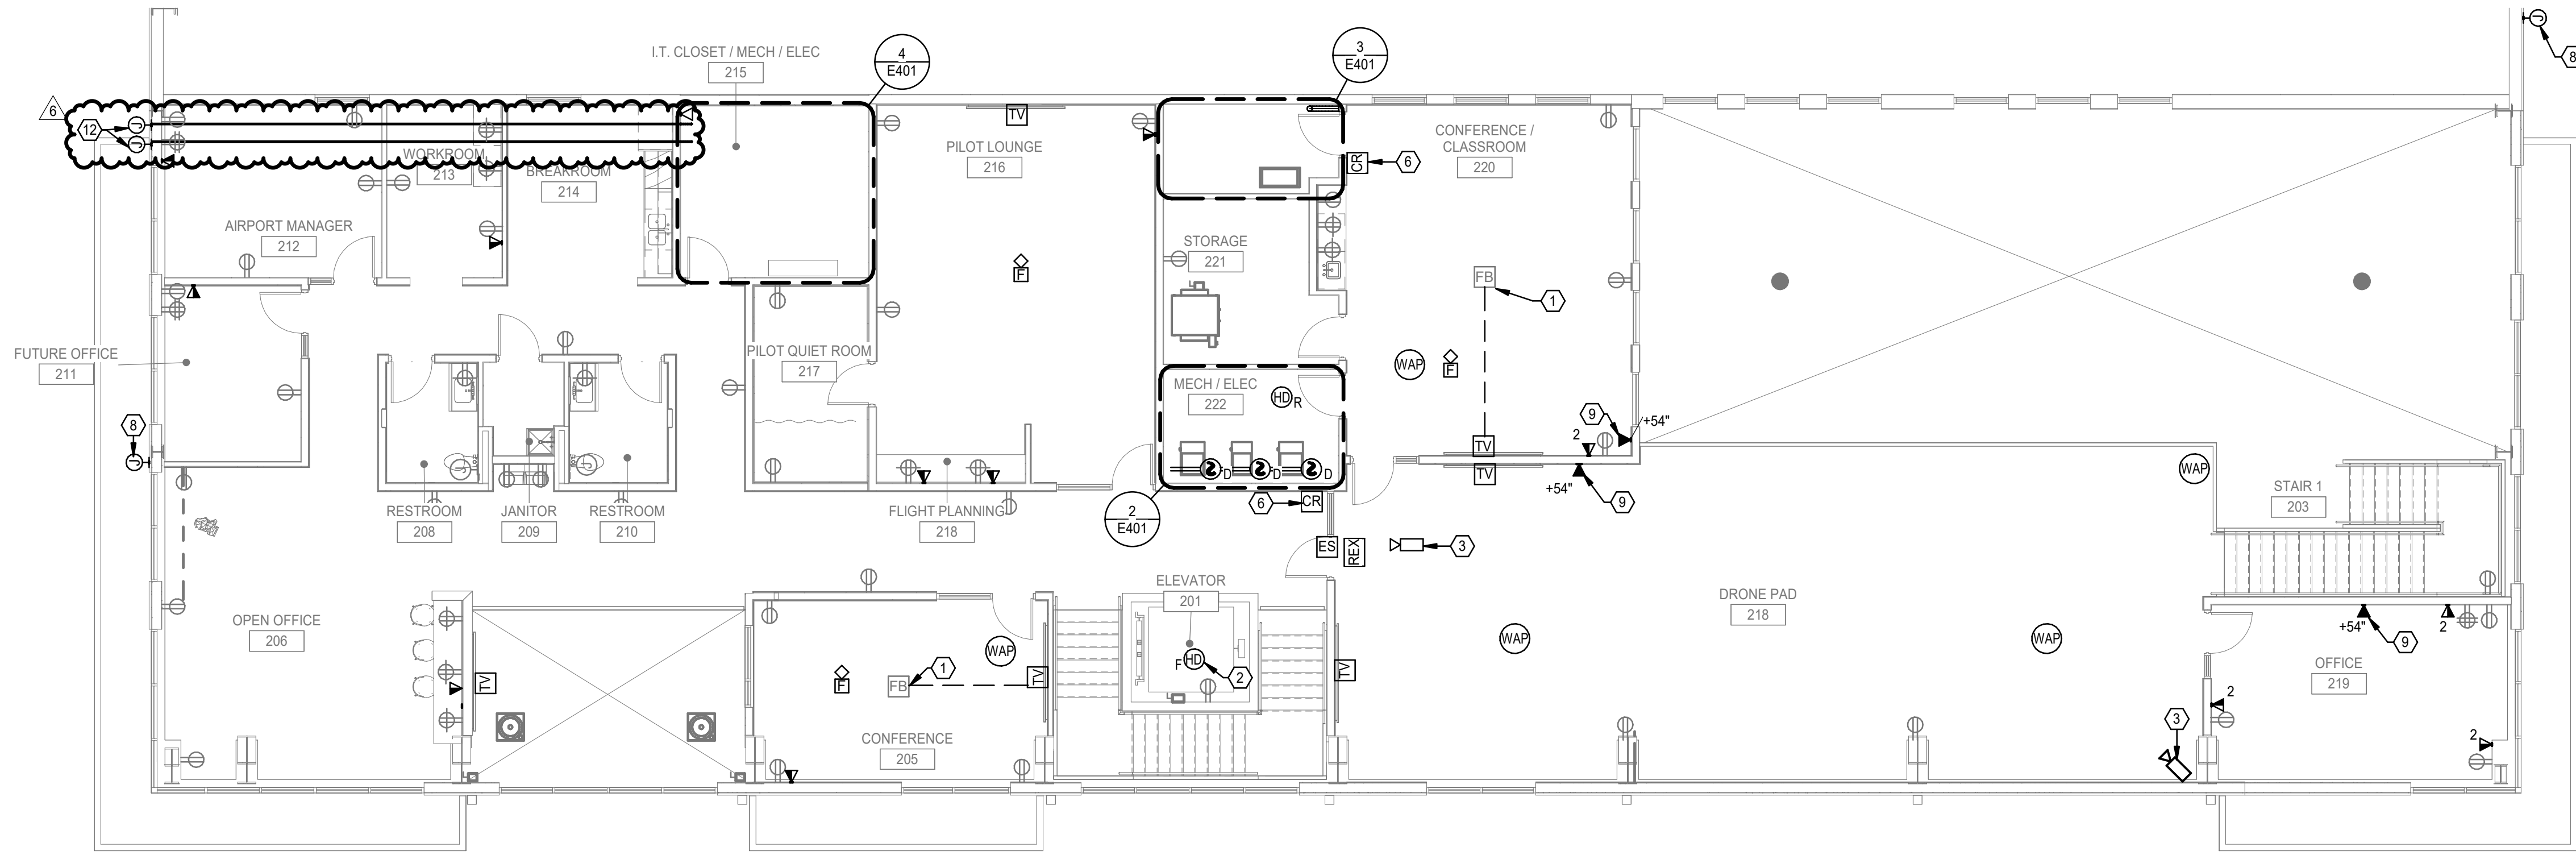 I.T. CLOSET / MECH / ELEC
215
4
E401
3
E401
J
8
6
12
J
J
WORKROOM
213
BREAKROOM
214
TV
PILOT LOUNGE
216
CONFERENCE /
CLASSROOM
220
CR
6
AIRPORT MANAGER
212
STORAGE
221
F
FB
1
FUTURE OFFICE
211
PILOT QUIET ROOM
217
WAP
F
MECH / ELEC
222
HD
R
D
D
D
8
J
9
+54"
2
TV
TV
+54"
9
WAP
RESTROOM
208
JANITOR
209
RESTROOM
210
FLIGHT PLANNING
218
2
E401
6
CR
STAIR 1
203
ES
REX
3
ELEVATOR
201
OPEN OFFICE
206
DRONE PAD
218
WAP
WAP
WAP
+54"
9
2
F
HD
2
TV
F
FB
1
TV
TV
OFFICE
219
2
CONFERENCE
205
3
2